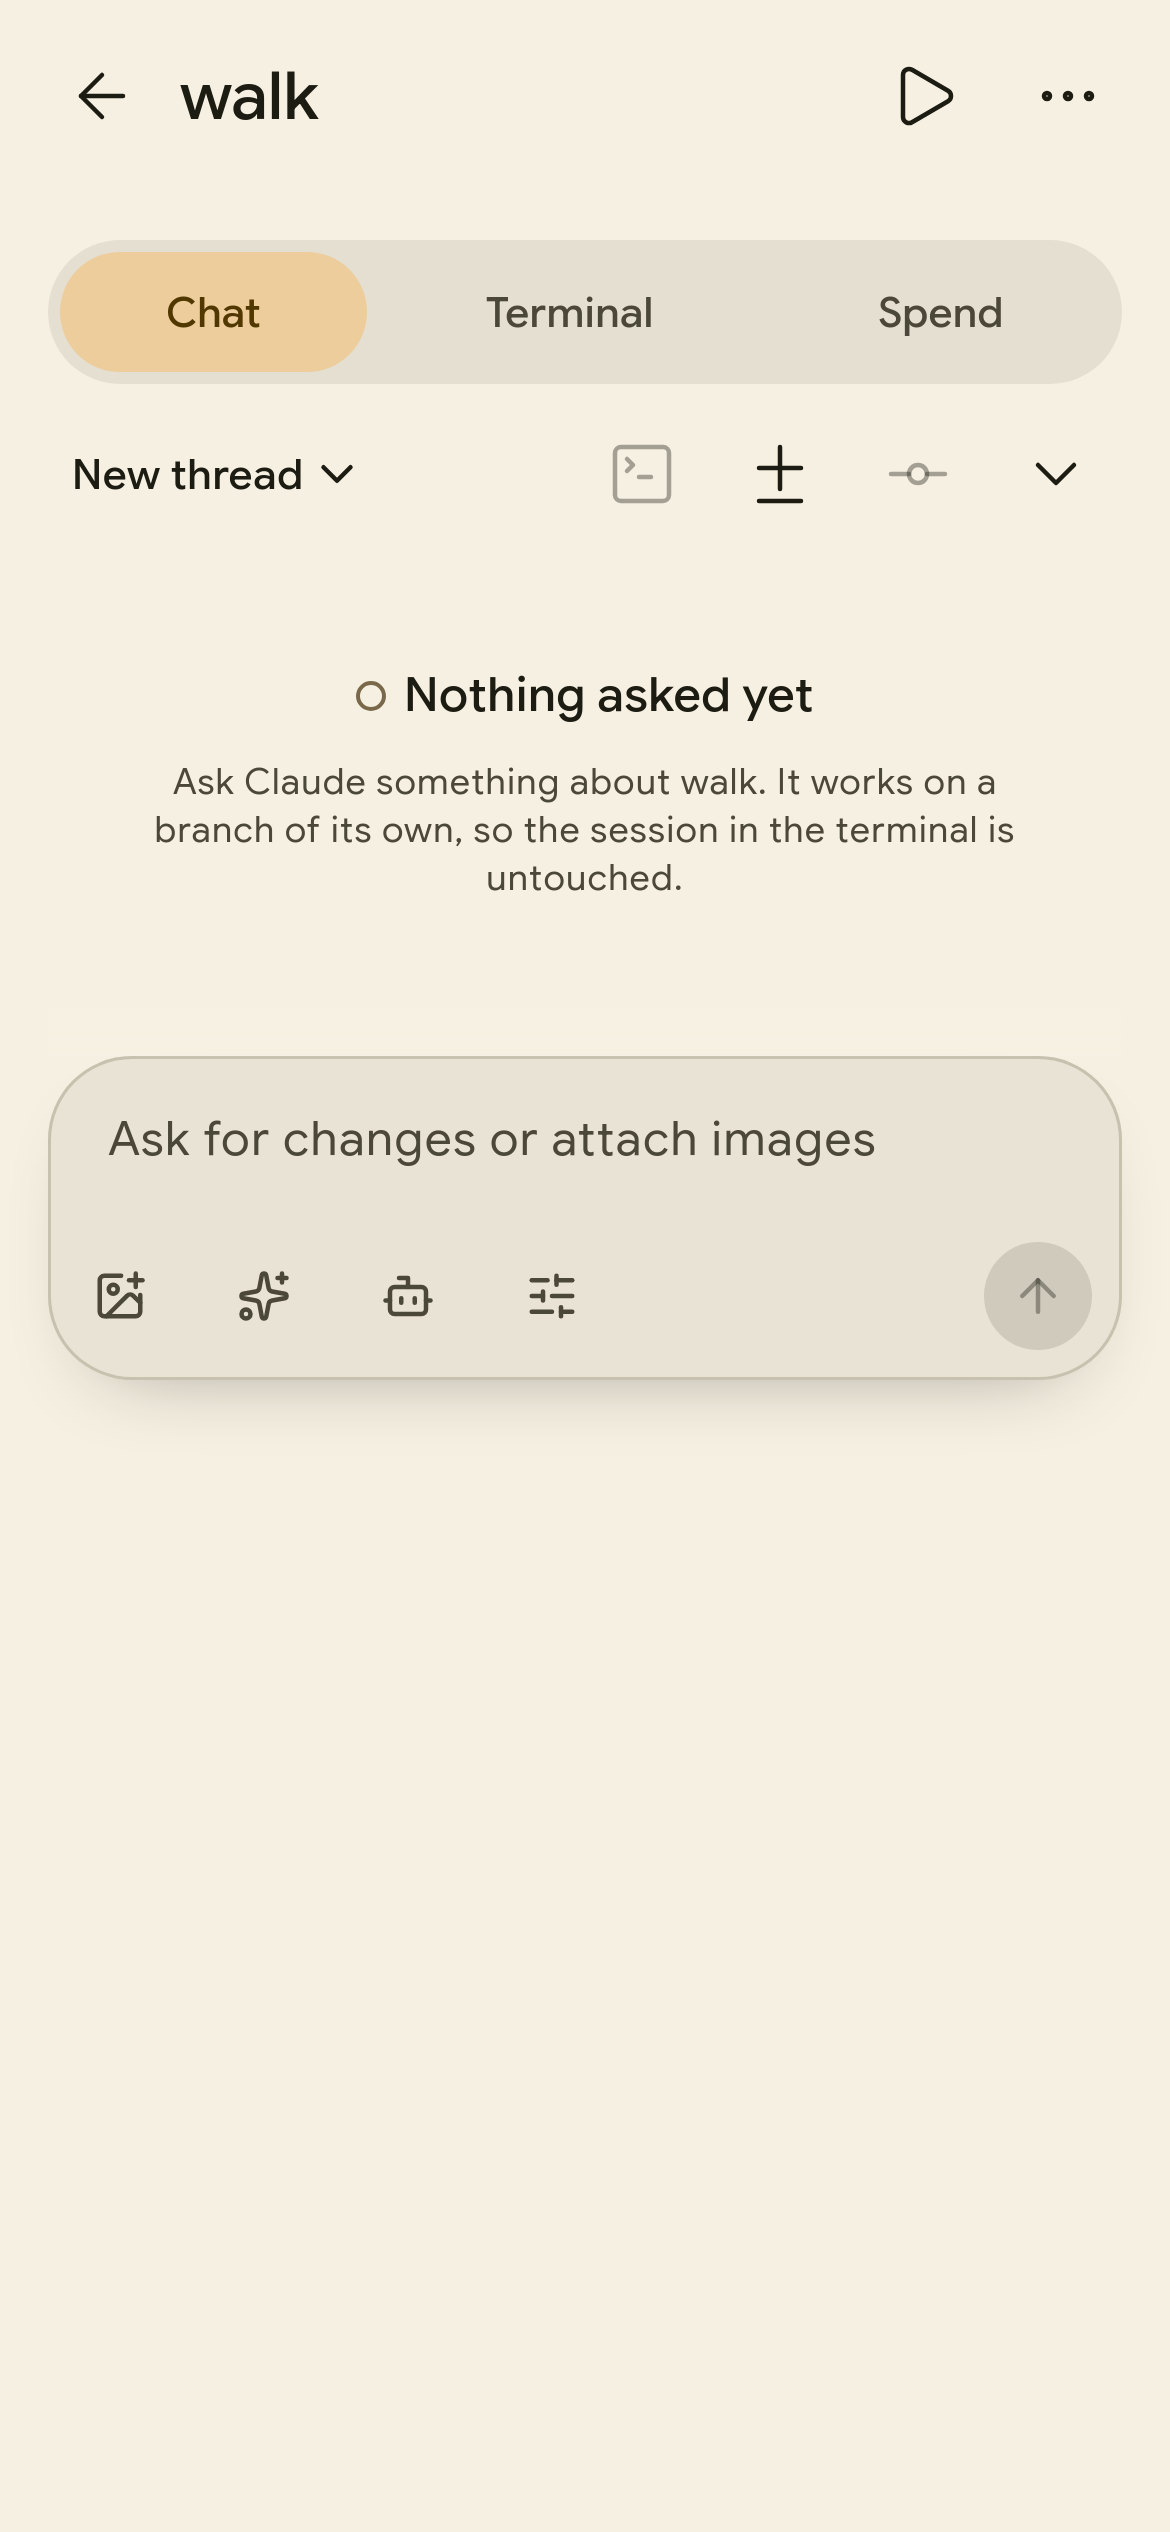 walk
Chat
Terminal
Spend
New thread
Nothing asked yet
Ask Claude something about walk. It works on a
branch of its own, so the session in the terminal is
untouched.
Ask for changes or attach images